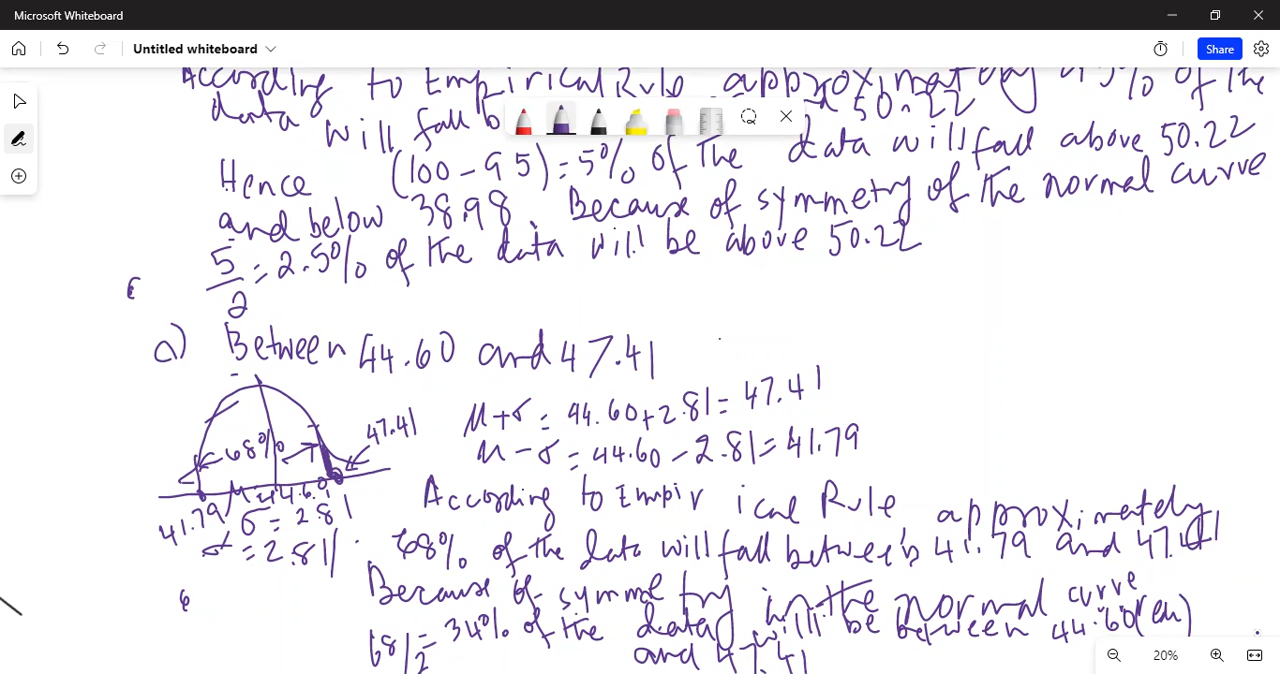 Microsoft Whiteboard
Untitled whiteboard
Share
According to Empirical Rule approximately 95% of the
data will fall 50.22
Hence (100-95)=5% of the data will fall above 50.22
and below 38.98. Because of symmetry of the normal curve
5/2 = 2.5% of the data will be above 50.22
a) Between 44.60 and 47.41
μ+σ = 44.60+2.81 = 47.41
μ-σ = 44.60-2.81 = 41.79
68%
47.41
41.79
μ=44.60
σ = 2.81
= 2.81
According to Empirical Rule, approximately
68% of the data will fall between 41.79 and 47.41
Because of symmetry in the normal curve
68/2 = 34% of the data will be between 44.60
and 47.41
20%